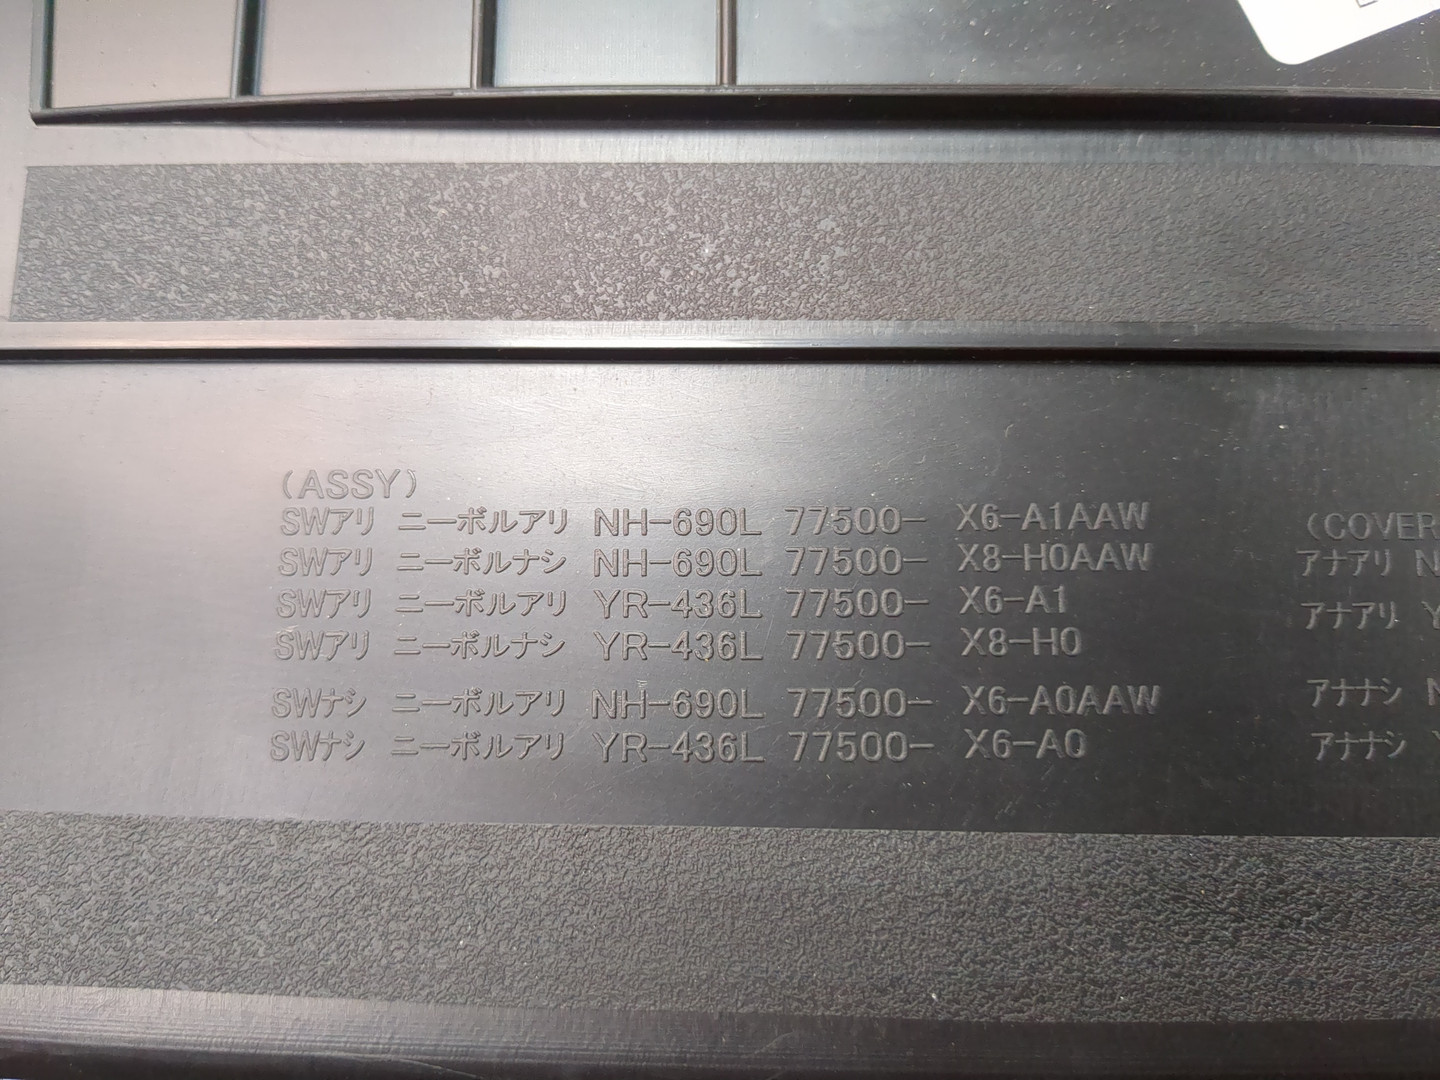 (ASSY)
SWアリ ニーボルアリ NH-690L 77500- X6-A1AAW
SWアリ ニーボルナシ NH-690L 77500- X8-H0AAW
SWアリ ニーボルアリ YR-436L 77500- X6-A1
SWアリ ニーボルナシ YR-436L 77500- X8-H0
SWナシ ニーボルアリ NH-690L 77500- X6-A0AAW
SWナシ ニーボルアリ YR-436L 77500- X6-A0
(COVER
アナアリ N
アナアリ Y
アナナシ N
アナナシ Y